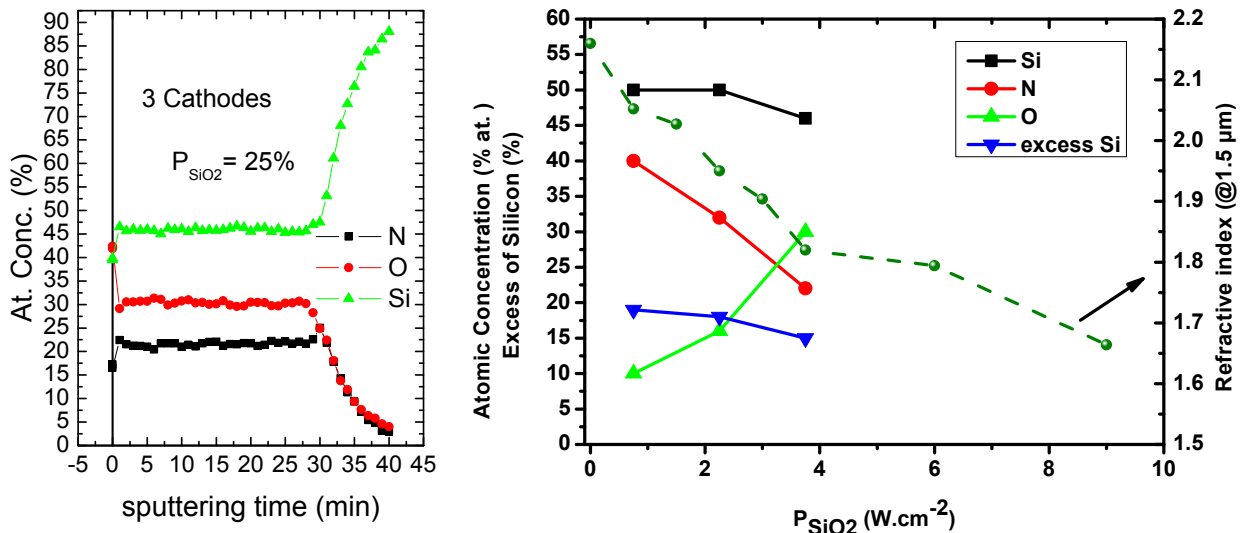 90
85
80
75
70
65
60
55
50
45
40
35
30
25
20
15
10
5
0
At. Conc. (%)
3 Cathodes
P_SiO2 = 25%
N
O
Si
-5 0 5 10 15 20 25 30 35 40 45
sputtering time (min)
60
55
50
45
40
35
30
25
20
15
10
5
0
Atomic Concentration (% at.)
Excess of Silicon (%)
Si
N
O
excess Si
2.2
2.1
2.0
1.9
1.8
1.7
1.6
1.5
Refractive index (@1.5 µm)
0 2 4 6 8 10
P_SiO2 (W.cm⁻²)